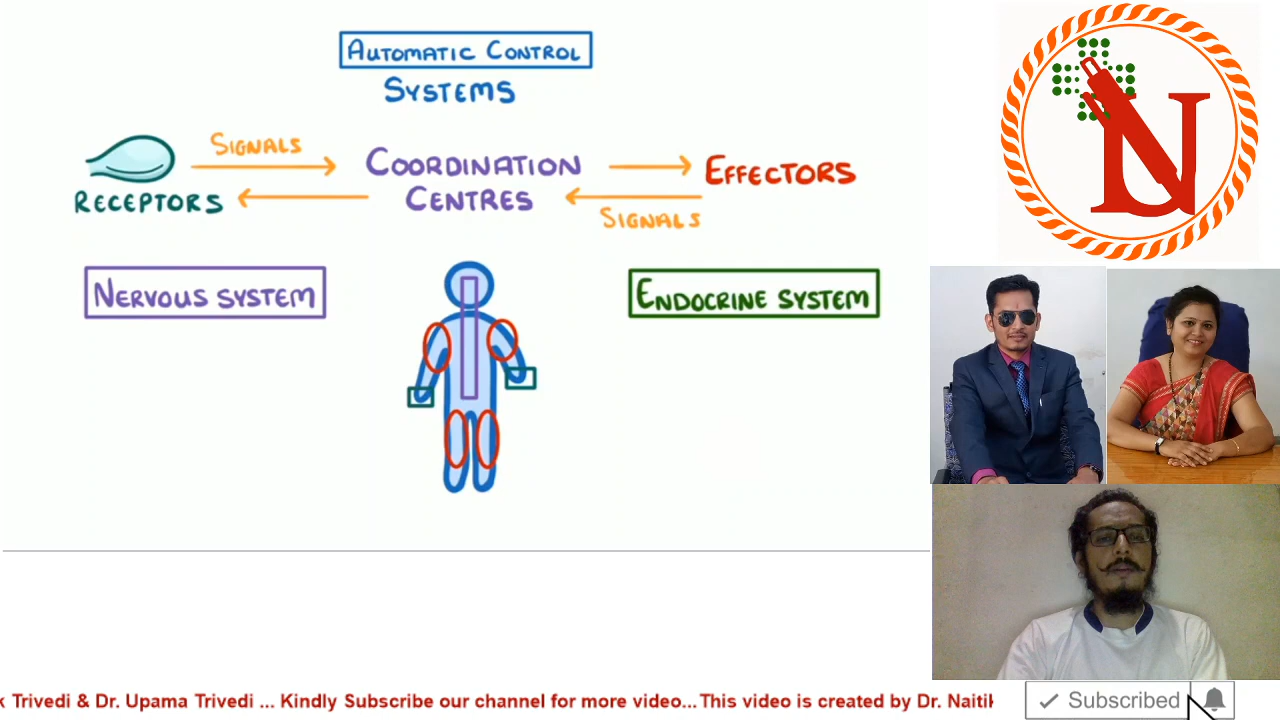 AUTOMATIC CONTROL
SYSTEMS
SIGNALS
COORDINATION
CENTRES
EFFECTORS
RECEPTORS
SIGNALS
NERVOUS SYSTEM
ENDOCRINE SYSTEM
NU
k Trivedi & Dr. Upama Trivedi ... Kindly Subscribe our channel for more video... This video is created by Dr. Naitik
Subscribed